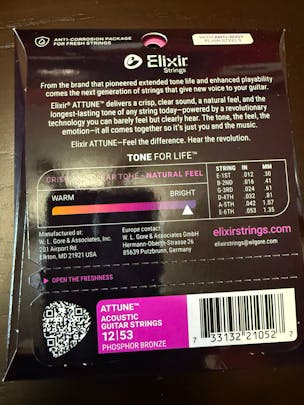 ANTI-CORROSION PACKAGE
FOR FRESH STRINGS
WITH ANTI-RUST
PLAIN STEELS
Elixir
Strings
From the brand that pioneered extended tone life and enhanced playability
comes the next generation of strings that give new voice to your guitar.
Elixir® ATTUNE™ delivers a crisp, clear sound, a natural feel, and the
longest-lasting tone of any string today—powered by a revolutionary
technology you can barely feel but clearly hear. The tone, the feel, the
emotion—it all comes together so it's just you and the music.
Elixir ATTUNE—Feel the difference. Hear the revolution.
TONE FOR LIFE™
CRISP AND CLEAR TONE • NATURAL FEEL
WARM BRIGHT
STRING IN MM
E-1ST .012 .30
B-2ND .016 .41
G-3RD .024 .61
D-4TH .032 .81
A-5TH .042 1.07
E-6TH .053 1.35
Manufactured at:
W. L. Gore & Associates, Inc.
201 Airport Rd.
Elkton, MD 21921 USA
Europe contact:
W. L. Gore & Associates GmbH
Hermann-Oberth-Strasse 26
85639 Putzbrunn, Germany
elixirstrings.com
elixirstrings@wlgore.com
OPEN THE FRESHNESS
ATTUNE™
ACOUSTIC
GUITAR STRINGS
12|53
PHOSPHOR BRONZE
7 33132 21052 7